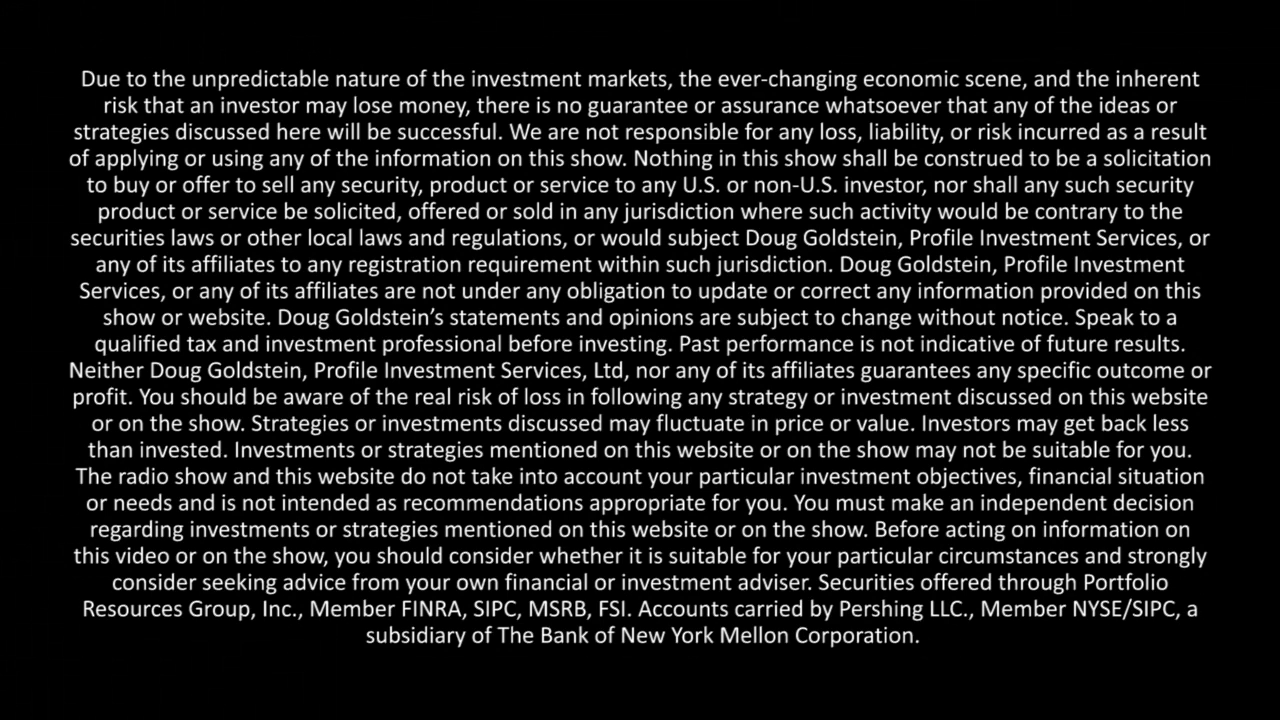 Due to the unpredictable nature of the investment markets, the ever-changing economic scene, and the inherent
risk that an investor may lose money, there is no guarantee or assurance whatsoever that any of the ideas or
strategies discussed here will be successful. We are not responsible for any loss, liability, or risk incurred as a result
of applying or using any of the information on this show. Nothing in this show shall be construed to be a solicitation
to buy or offer to sell any security, product or service to any U.S. or non-U.S. investor, nor shall any such security
product or service be solicited, offered or sold in any jurisdiction where such activity would be contrary to the
securities laws or other local laws and regulations, or would subject Doug Goldstein, Profile Investment Services, or
any of its affiliates to any registration requirement within such jurisdiction. Doug Goldstein, Profile Investment
Services, or any of its affiliates are not under any obligation to update or correct any information provided on this
show or website. Doug Goldstein’s statements and opinions are subject to change without notice. Speak to a
qualified tax and investment professional before investing. Past performance is not indicative of future results.
Neither Doug Goldstein, Profile Investment Services, Ltd, nor any of its affiliates guarantees any specific outcome or
profit. You should be aware of the real risk of loss in following any strategy or investment discussed on this website
or on the show. Strategies or investments discussed may fluctuate in price or value. Investors may get back less
than invested. Investments or strategies mentioned on this website or on the show may not be suitable for you.
The radio show and this website do not take into account your particular investment objectives, financial situation
or needs and is not intended as recommendations appropriate for you. You must make an independent decision
regarding investments or strategies mentioned on this website or on the show. Before acting on information on
this video or on the show, you should consider whether it is suitable for your particular circumstances and strongly
consider seeking advice from your own financial or investment adviser. Securities offered through Portfolio
Resources Group, Inc., Member FINRA, SIPC, MSRB, FSI. Accounts carried by Pershing LLC., Member NYSE/SIPC, a
subsidiary of The Bank of New York Mellon Corporation.